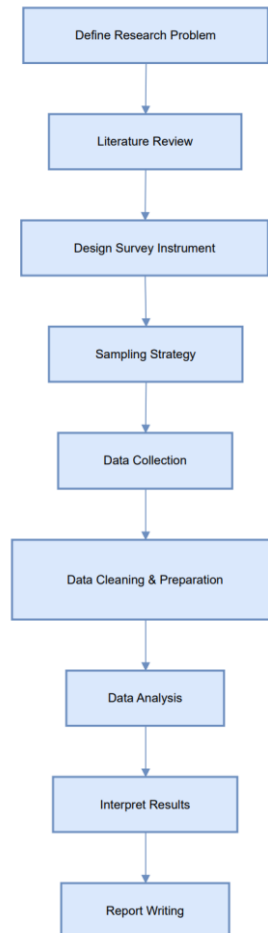 Define Research Problem
Literature Review
Design Survey Instrument
Sampling Strategy
Data Collection
Data Cleaning & Preparation
Data Analysis
Interpret Results
Report Writing